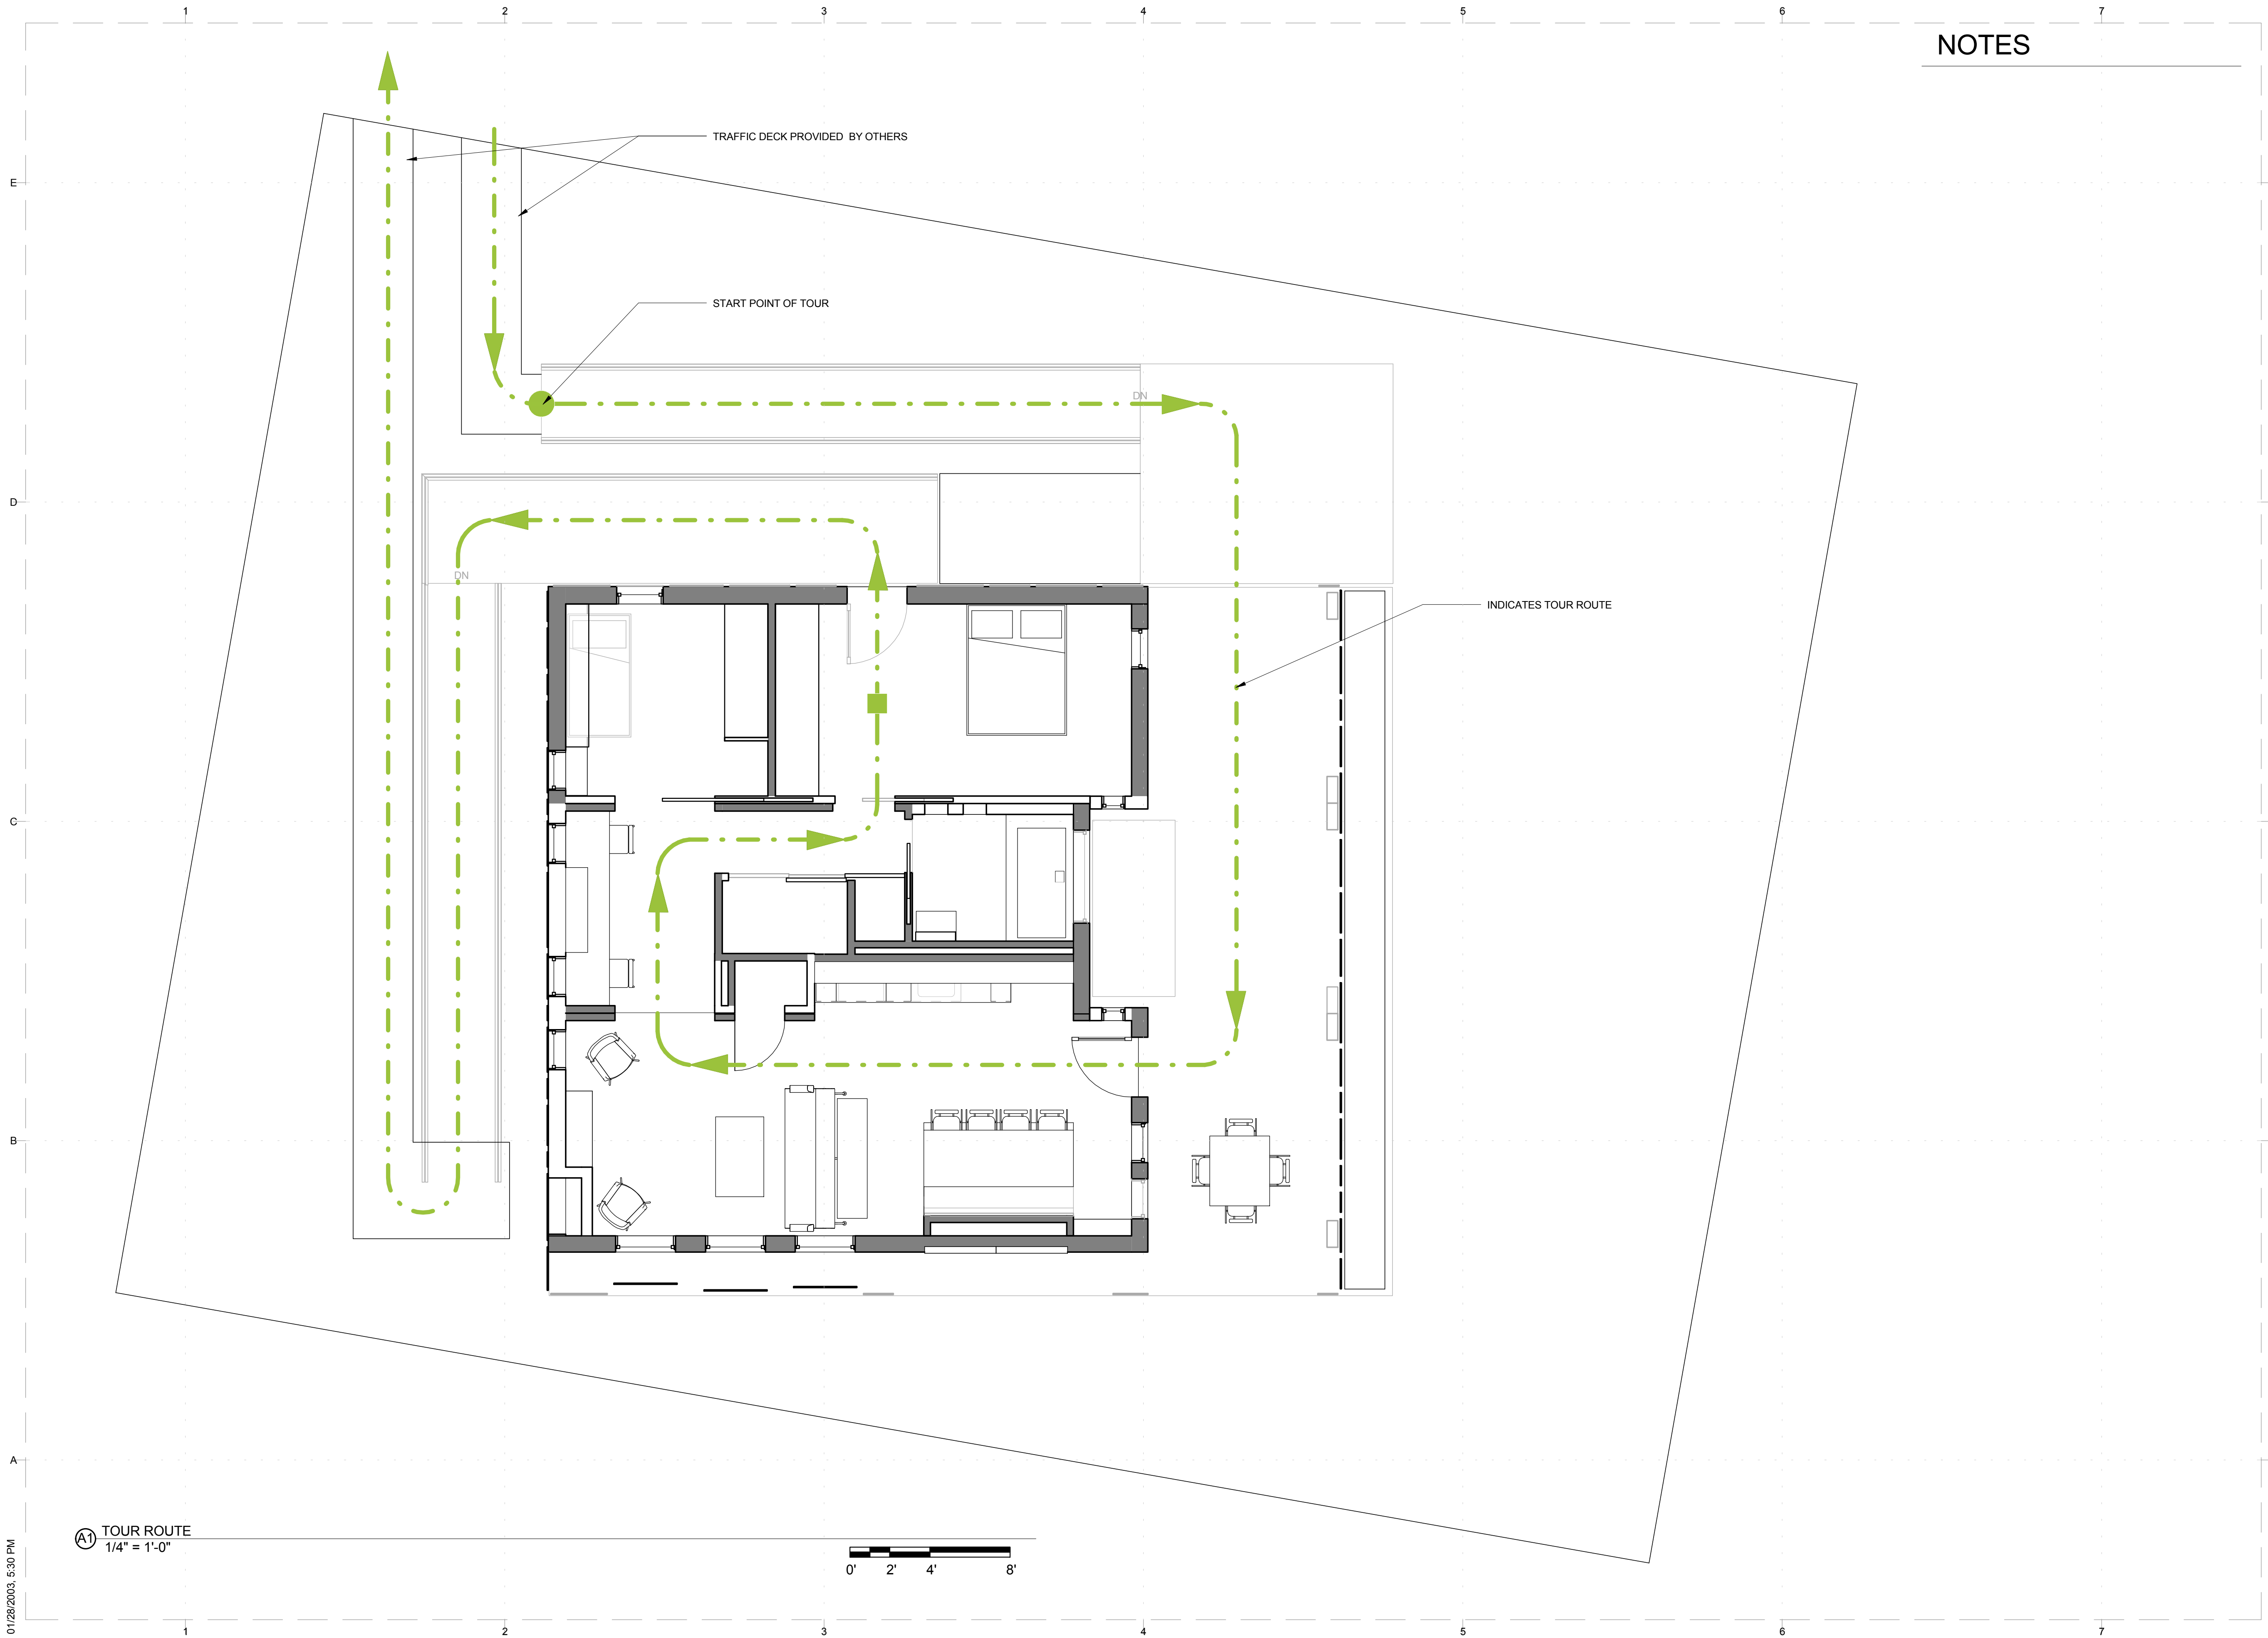 1 2 3 4 5 6 7
NOTES
TRAFFIC DECK PROVIDED BY OTHERS
E
START POINT OF TOUR
DN
D
DN
INDICATES TOUR ROUTE
C
B
A
A1 TOUR ROUTE
1/4" = 1'-0"
0' 2' 4' 8'
01/28/2003, 5:30 PM
1 2 3 4 5 6 7